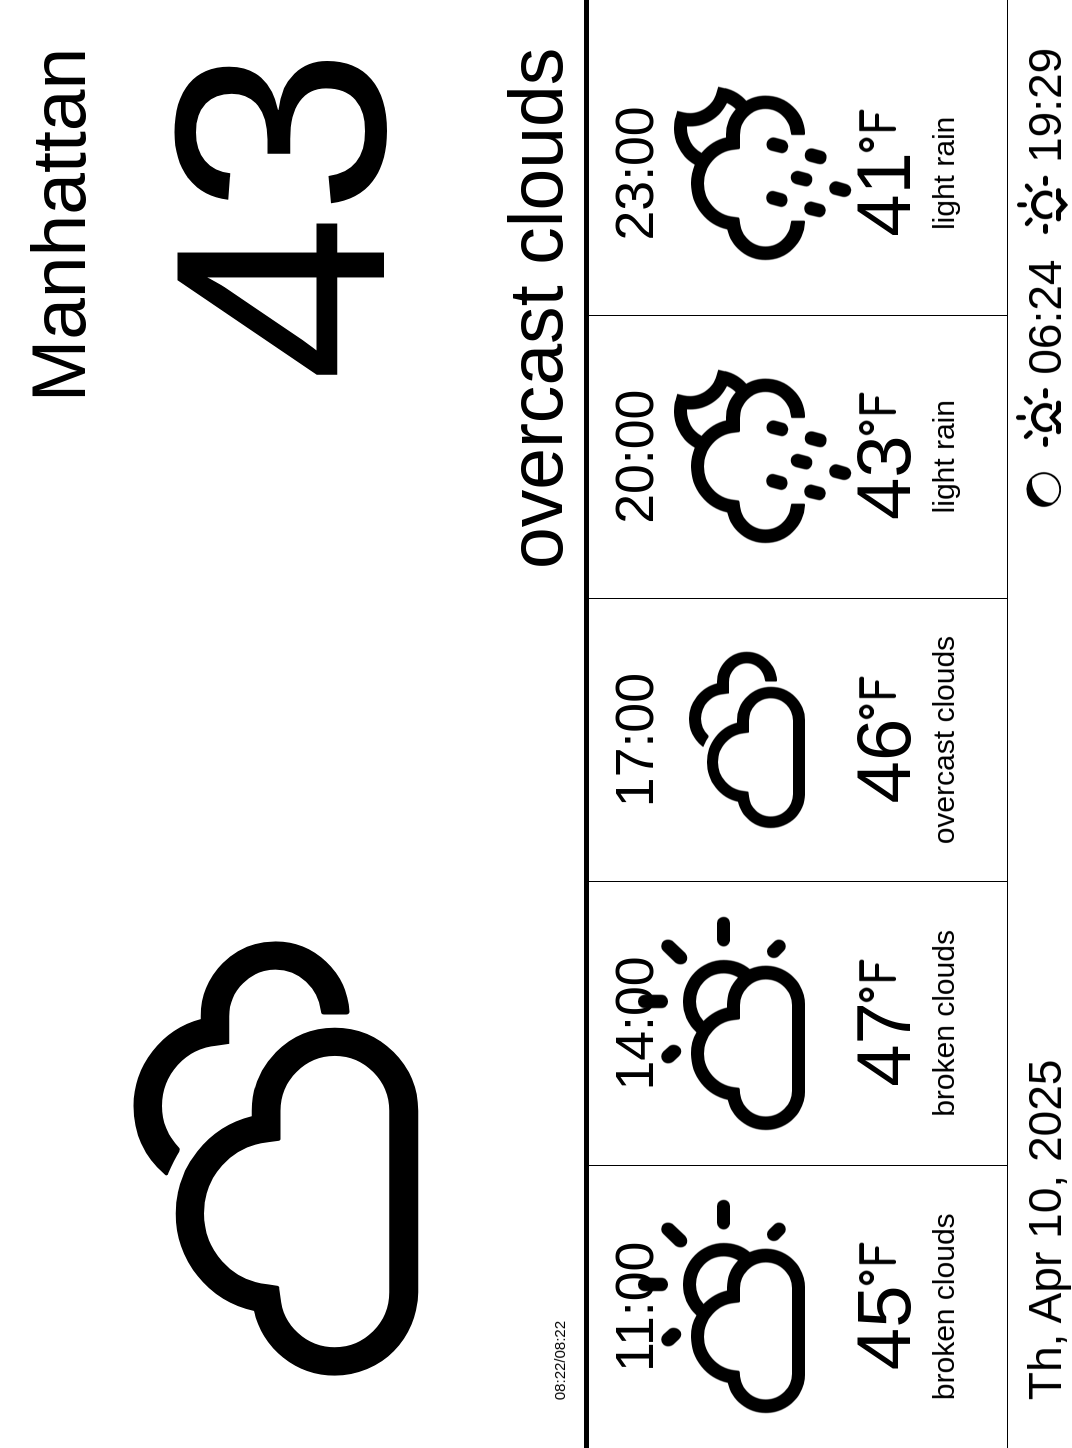 Manhattan
43
overcast clouds
08:22/08:22
11:00
45°F
broken clouds
14:00
47°F
broken clouds
17:00
46°F
overcast clouds
20:00
43°F
light rain
23:00
41°F
light rain
Th, Apr 10, 2025
06:24 19:29